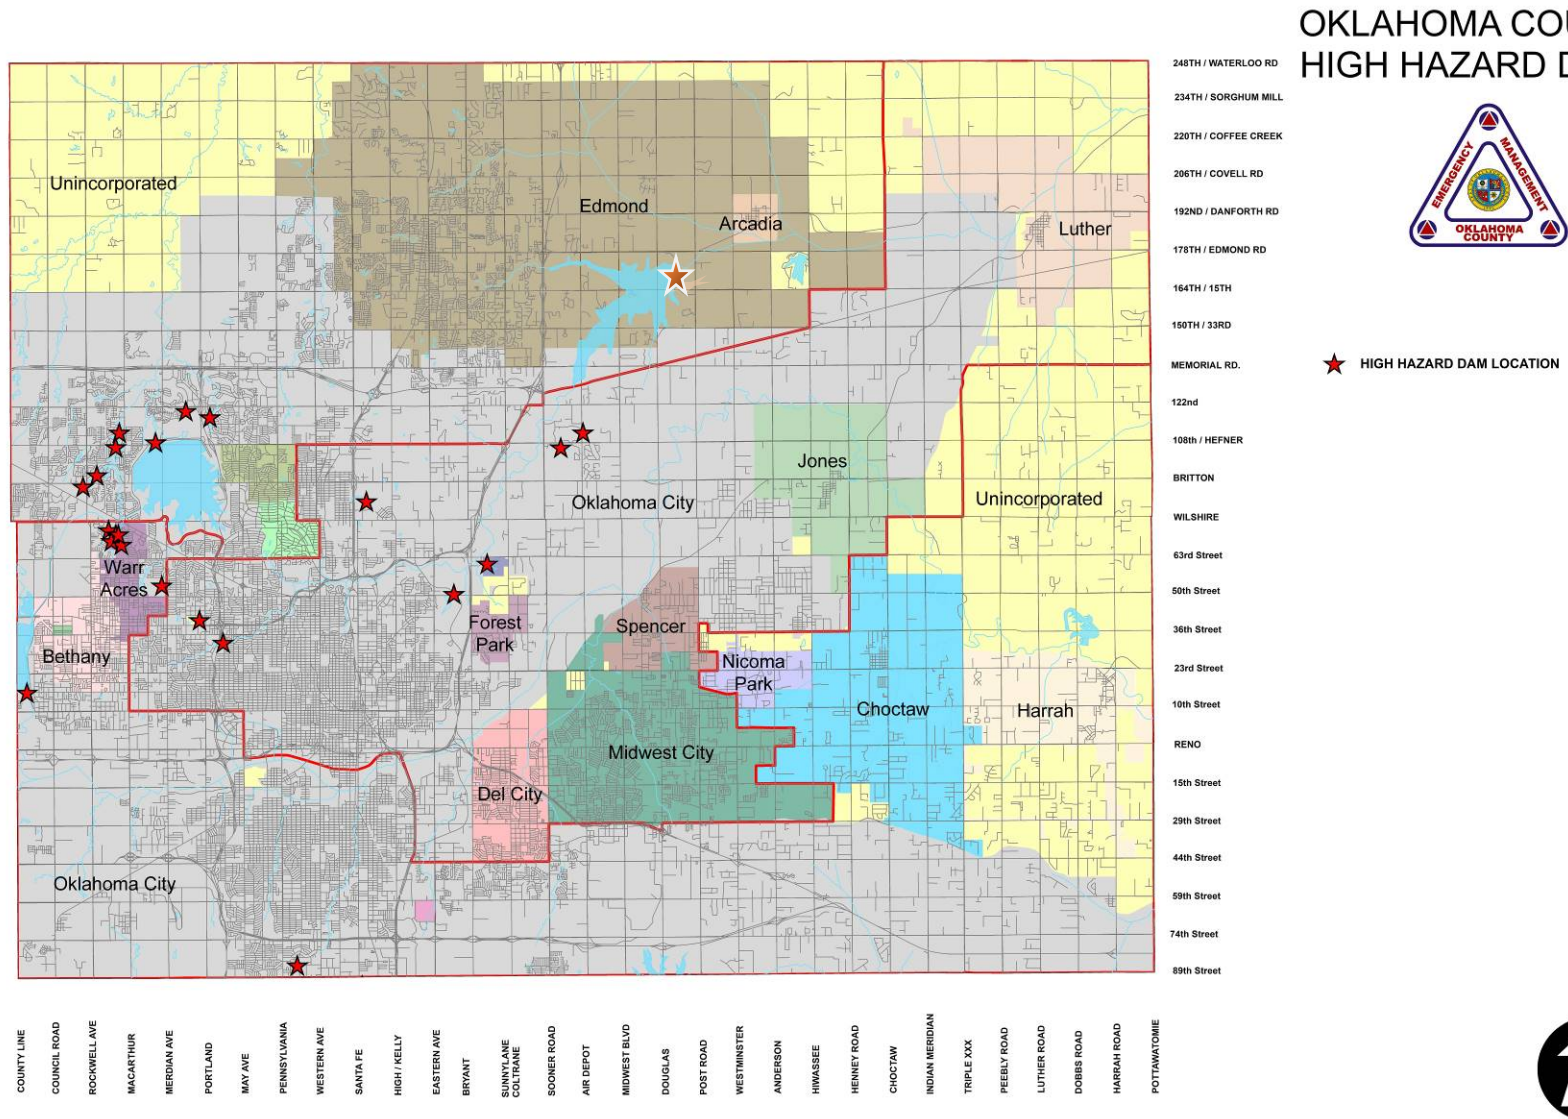 OKLAHOMA COU
HIGH HAZARD D
248TH / WATERLOO RD
234TH / SORGHUM MILL
220TH / COFFEE CREEK
206TH / COVELL RD
192ND / DANFORTH RD
178TH / EDMOND RD
164TH / 15TH
150TH / 33RD
MEMORIAL RD.
122nd
108th / HEFNER
BRITTON
WILSHIRE
63rd Street
50th Street
36th Street
23rd Street
10th Street
RENO
15th Street
29th Street
44th Street
59th Street
74th Street
89th Street
EMERGENCY
MANAGEMENT
OKLAHOMA
COUNTY
HIGH HAZARD DAM LOCATION
Unincorporated
Edmond
Arcadia
Luther
Jones
Oklahoma City
Unincorporated
Warr
Acres
Bethany
Forest
Park
Spencer
Nicoma
Park
Choctaw
Harrah
Midwest City
Del City
Oklahoma City
COUNTY LINE
COUNCIL ROAD
ROCKWELL AVE
MACARTHUR
MERDIAN AVE
PORTLAND
MAY AVE
PENNSYLVANIA
WESTERN AVE
SANTA FE
HIGH / KELLY
EASTERN AVE
BRYANT
SUNNYLANE
COLTRANE
SOONER ROAD
AIR DEPOT
MIDWEST BLVD
DOUGLAS
POST ROAD
WESTMINSTER
ANDERSON
HIWASSEE
HENNEY ROAD
CHOCTAW
INDIAN MERIDIAN
TRIPLE XXX
PEEBLY ROAD
LUTHER ROAD
DOBBS ROAD
HARRAH ROAD
POTTAWATOMIE